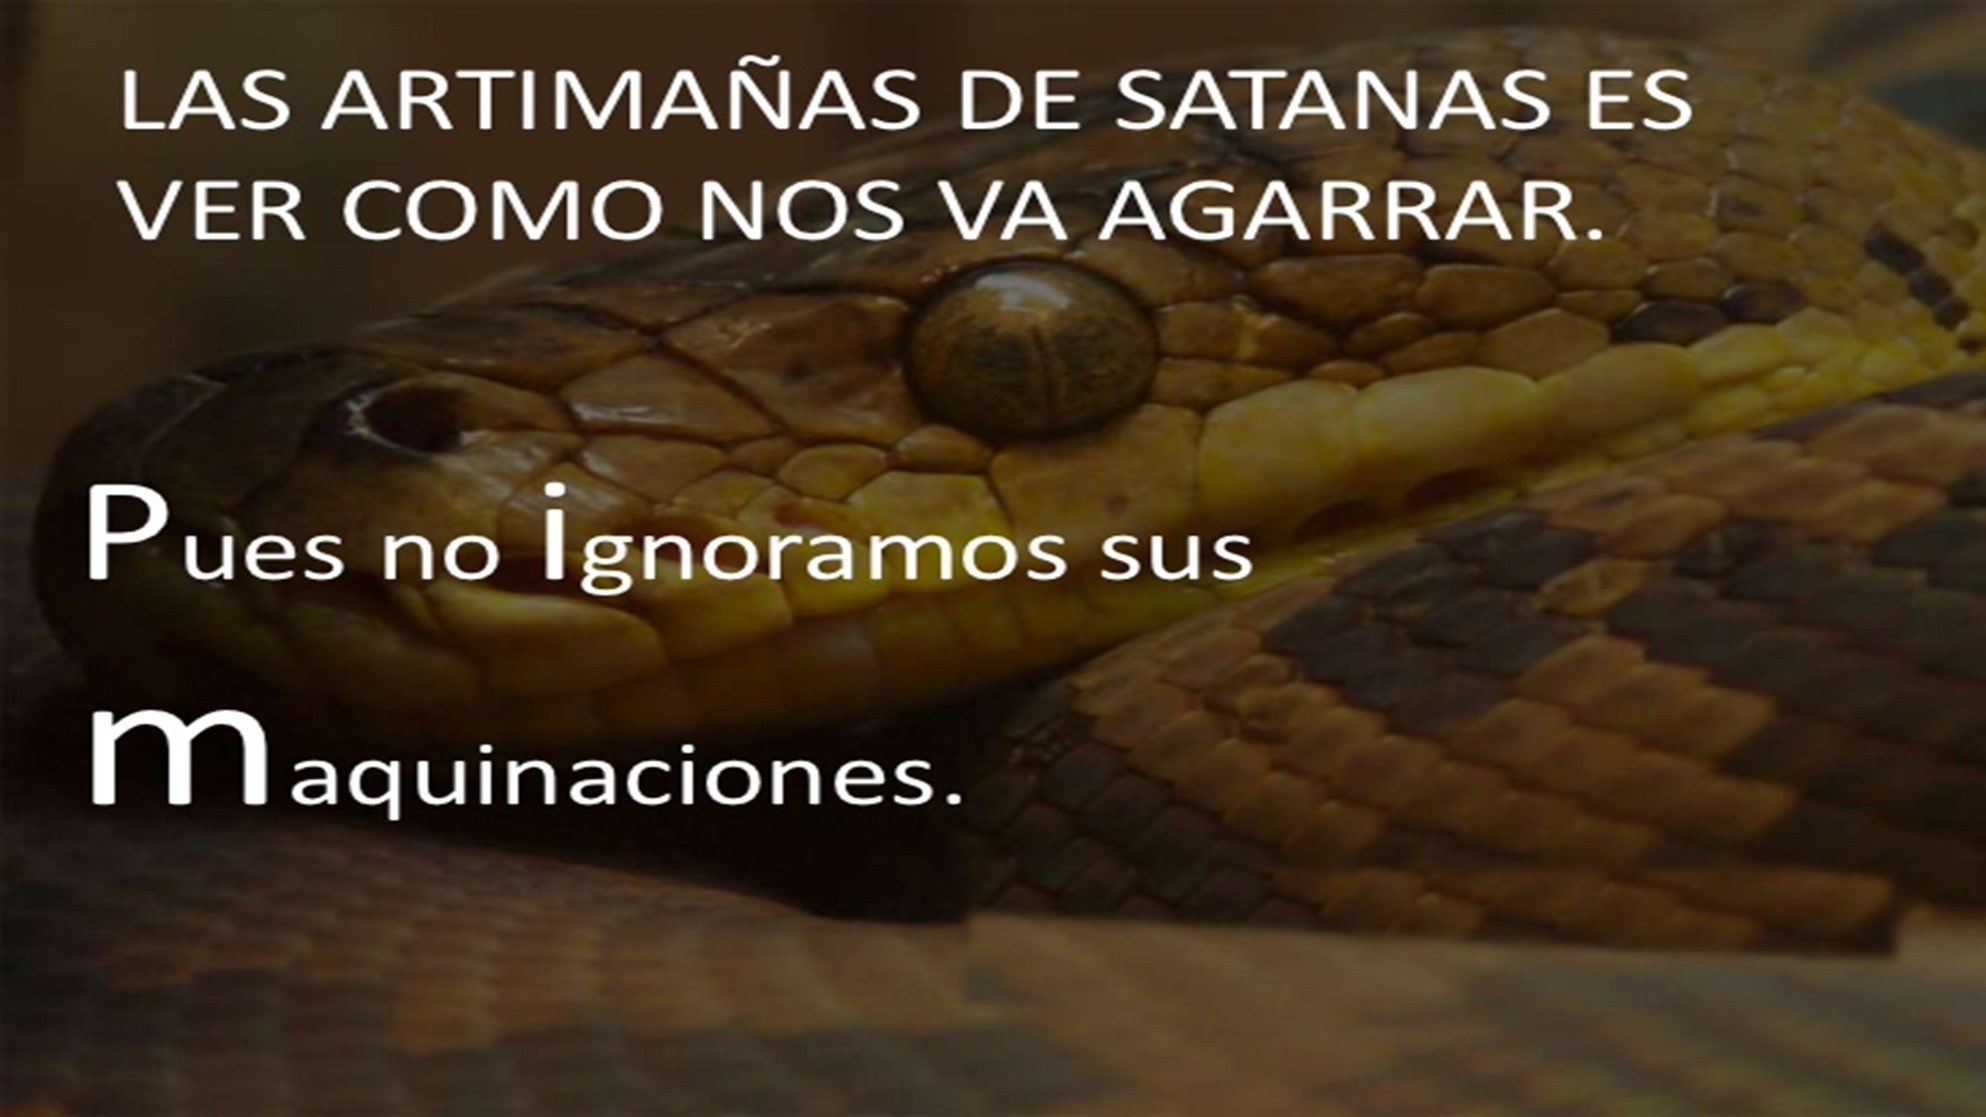 LAS ARTIMAÑAS DE SATANAS ES
VER COMO NOS VA AGARRAR.
Pues no ignoramos sus
maquinaciones.